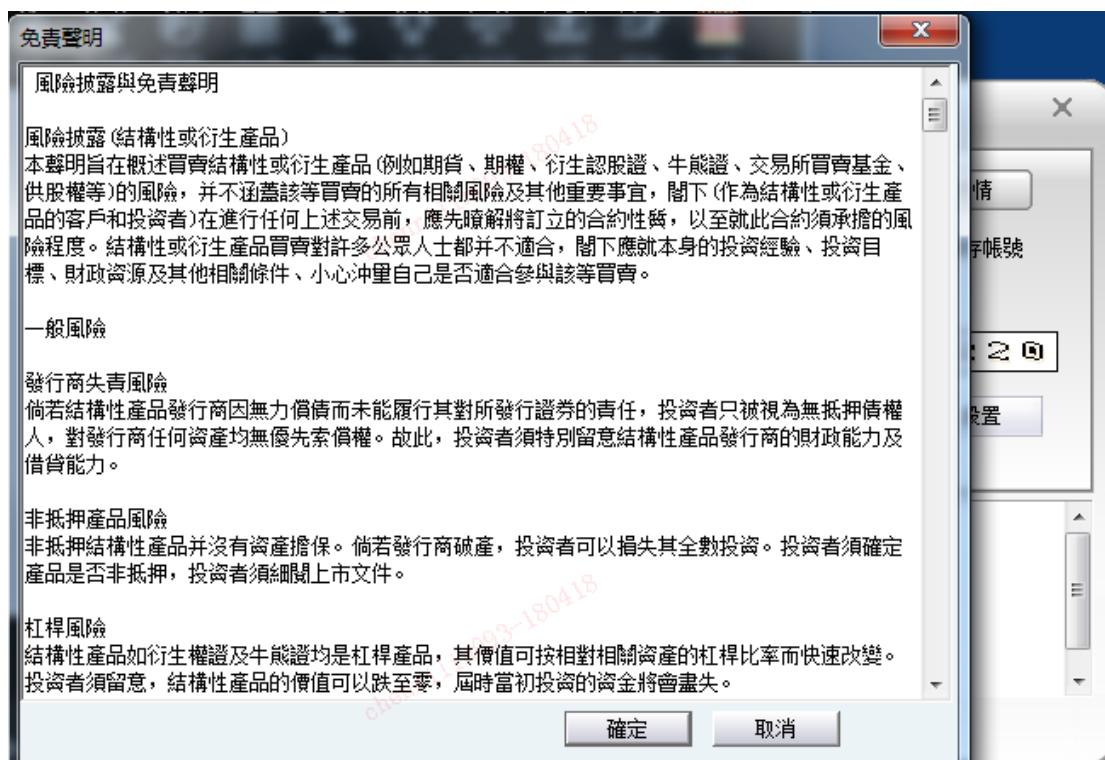 免責聲明
風險披露與免責聲明
風險披露(結構性或衍生產品)
本聲明旨在概述買賣結構性或衍生產品(例如期貨、期權、衍生認股證、牛熊證、交易所買賣基金、
供股權等)的風險，并不涵蓋該等買賣的所有相關風險及其他重要事宜，閣下(作為結構性或衍生產
品的客戶和投資者)在進行任何上述交易前，應先瞭解將訂立的合約性質，以至就此合約須承擔的風
險程度。結構性或衍生產品買賣對許多公眾人士都并不適合，閣下應就本身的投資經驗、投資目
標、財政資源及其他相關條件、小心沖量自己是否適合參與該等買賣。
一般風險
發行商失責風險
倘若結構性產品發行商因無力償債而未能履行其對所發行證券的責任，投資者只被視為無抵押債權
人，對發行商任何資產均無優先索償權。故此，投資者須特別留意結構性產品發行商的財政能力及
借貸能力。
非抵押產品風險
非抵押結構性產品并沒有資產擔保。倘若發行商破產，投資者可以損失其全數投資。投資者須確定
產品是否非抵押，投資者須細閱上市文件。
杠桿風險
結構性產品如衍生權證及牛熊證均是杠桿產品，其價值可按相對相關資產的杠桿比率而快速改變。
投資者須留意，結構性產品的價值可以跌至零，屆時當初投資的資金將會盡失。
確定
取消
情
存帳號
20
設置